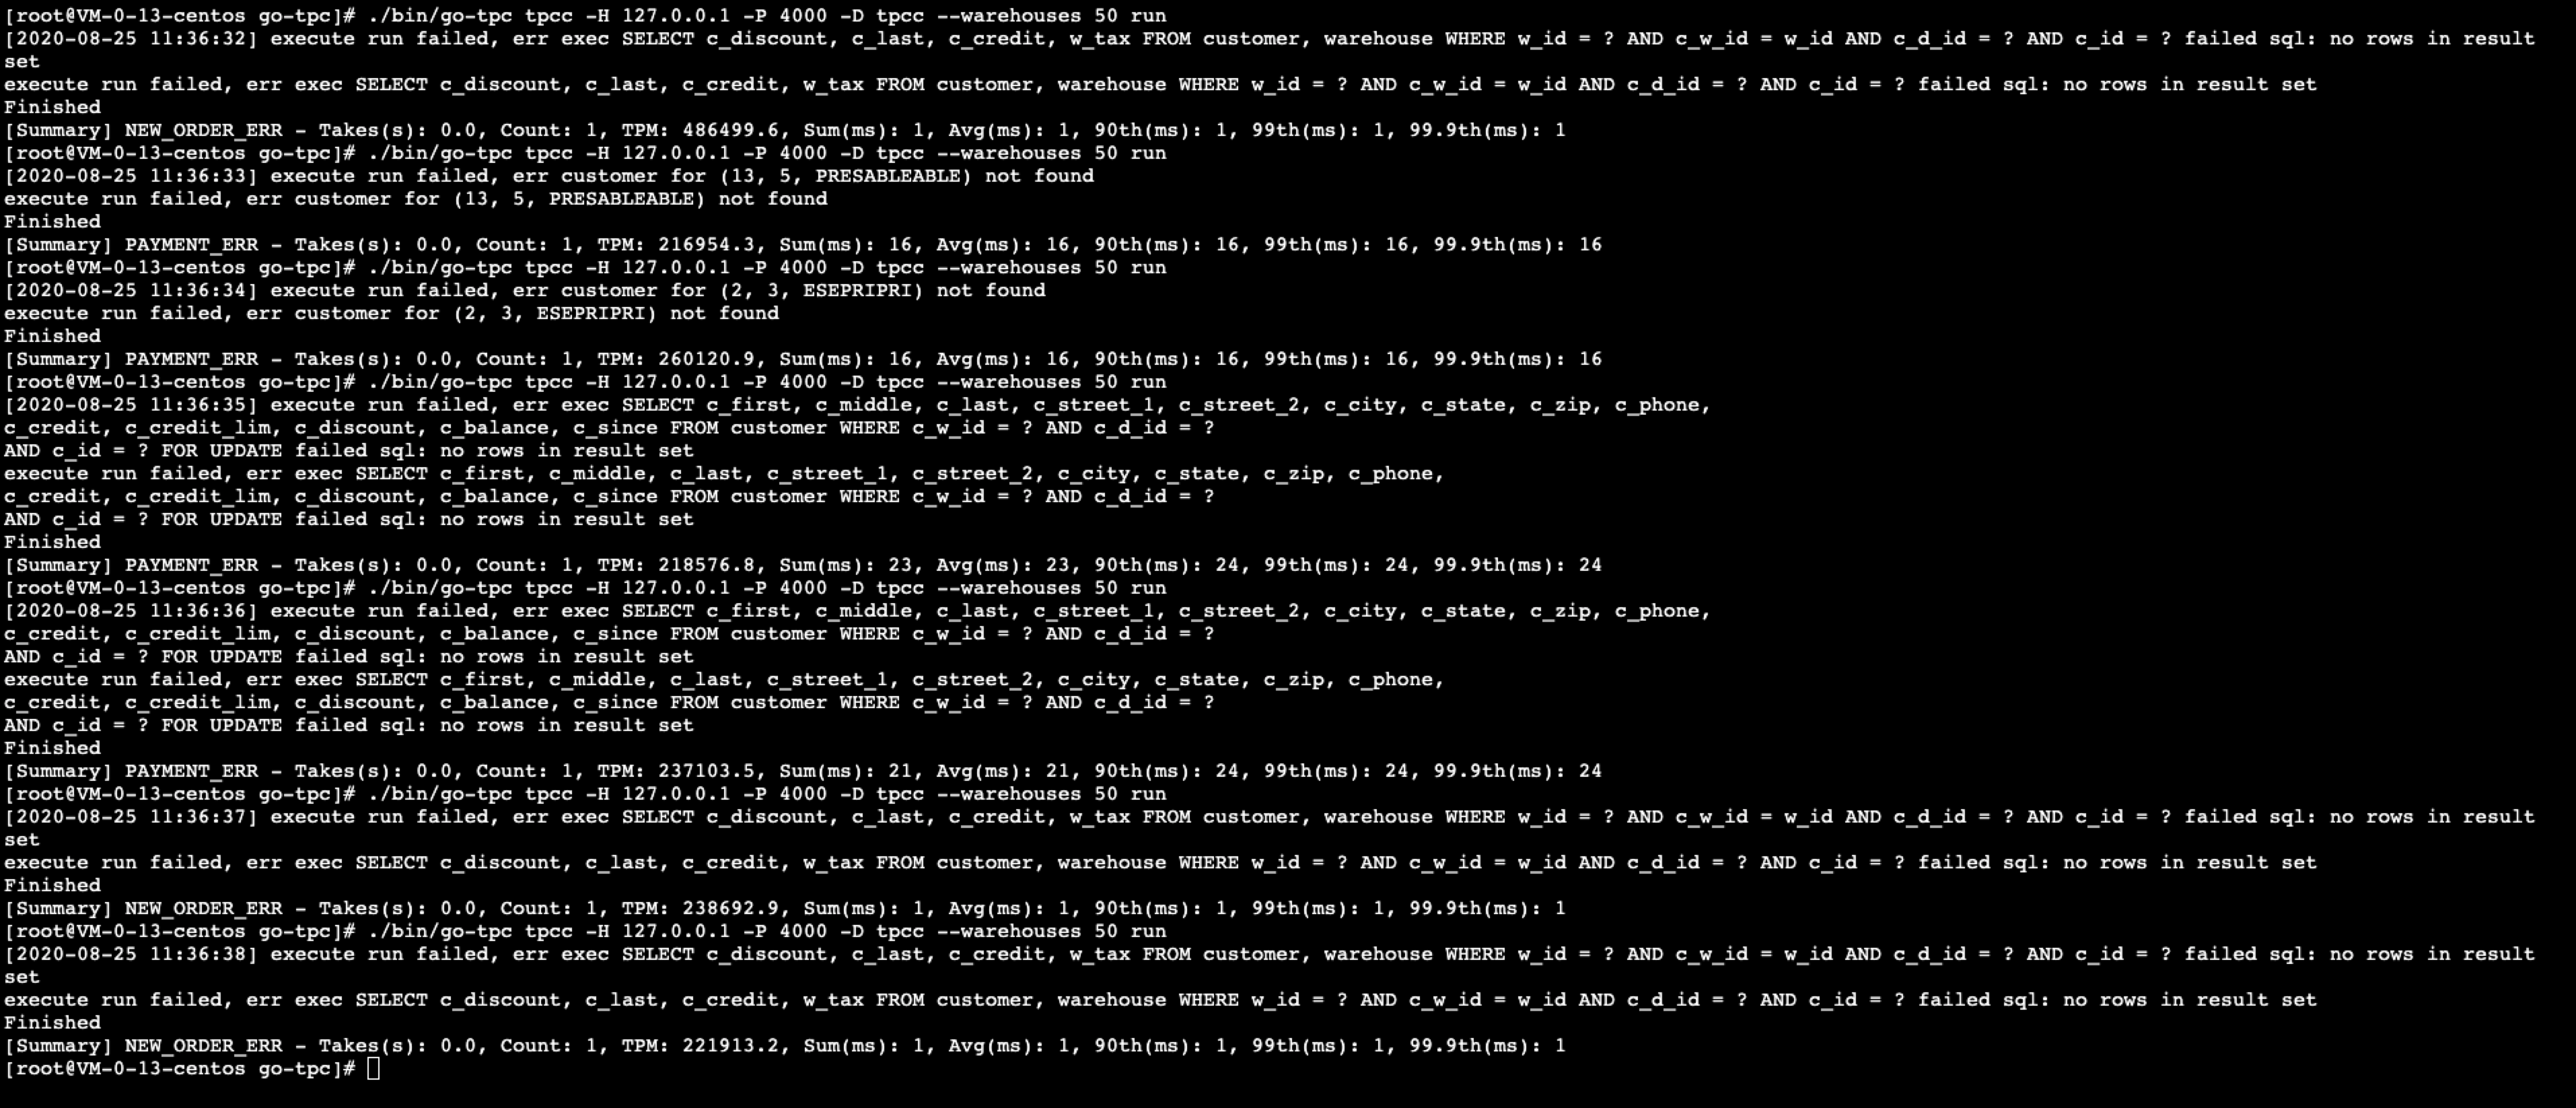 [root@VM-0-13-centos go-tpc]# ./bin/go-tpc tpcc -H 127.0.0.1 -P 4000 -D tpcc --warehouses 50 run
[2020-08-25 11:36:32] execute run failed, err exec SELECT c_discount, c_last, c_credit, w_tax FROM customer, warehouse WHERE w_id = ? AND c_w_id = w_id AND c_d_id = ? AND c_id = ? failed sql: no rows in result
set
execute run failed, err exec SELECT c_discount, c_last, c_credit, w_tax FROM customer, warehouse WHERE w_id = ? AND c_w_id = w_id AND c_d_id = ? AND c_id = ? failed sql: no rows in result set
Finished
[Summary] NEW_ORDER_ERR - Takes(s): 0.0, Count: 1, TPM: 486499.6, Sum(ms): 1, Avg(ms): 1, 90th(ms): 1, 99th(ms): 1, 99.9th(ms): 1
[root@VM-0-13-centos go-tpc]# ./bin/go-tpc tpcc -H 127.0.0.1 -P 4000 -D tpcc --warehouses 50 run
[2020-08-25 11:36:33] execute run failed, err customer for (13, 5, PRESABLEABLE) not found
execute run failed, err customer for (13, 5, PRESABLEABLE) not found
Finished
[Summary] PAYMENT_ERR - Takes(s): 0.0, Count: 1, TPM: 216954.3, Sum(ms): 16, Avg(ms): 16, 90th(ms): 16, 99th(ms): 16, 99.9th(ms): 16
[root@VM-0-13-centos go-tpc]# ./bin/go-tpc tpcc -H 127.0.0.1 -P 4000 -D tpcc --warehouses 50 run
[2020-08-25 11:36:34] execute run failed, err customer for (2, 3, ESEPRIPRI) not found
execute run failed, err customer for (2, 3, ESEPRIPRI) not found
Finished
[Summary] PAYMENT_ERR - Takes(s): 0.0, Count: 1, TPM: 260120.9, Sum(ms): 16, Avg(ms): 16, 90th(ms): 16, 99th(ms): 16, 99.9th(ms): 16
[root@VM-0-13-centos go-tpc]# ./bin/go-tpc tpcc -H 127.0.0.1 -P 4000 -D tpcc --warehouses 50 run
[2020-08-25 11:36:35] execute run failed, err exec SELECT c_first, c_middle, c_last, c_street_1, c_street_2, c_city, c_state, c_zip, c_phone,
c_credit, c_credit_lim, c_discount, c_balance, c_since FROM customer WHERE c_w_id = ? AND c_d_id = ?
AND c_id = ? FOR UPDATE failed sql: no rows in result set
execute run failed, err exec SELECT c_first, c_middle, c_last, c_street_1, c_street_2, c_city, c_state, c_zip, c_phone,
c_credit, c_credit_lim, c_discount, c_balance, c_since FROM customer WHERE c_w_id = ? AND c_d_id = ?
AND c_id = ? FOR UPDATE failed sql: no rows in result set
Finished
[Summary] PAYMENT_ERR - Takes(s): 0.0, Count: 1, TPM: 218576.8, Sum(ms): 23, Avg(ms): 23, 90th(ms): 24, 99th(ms): 24, 99.9th(ms): 24
[root@VM-0-13-centos go-tpc]# ./bin/go-tpc tpcc -H 127.0.0.1 -P 4000 -D tpcc --warehouses 50 run
[2020-08-25 11:36:36] execute run failed, err exec SELECT c_first, c_middle, c_last, c_street_1, c_street_2, c_city, c_state, c_zip, c_phone,
c_credit, c_credit_lim, c_discount, c_balance, c_since FROM customer WHERE c_w_id = ? AND c_d_id = ?
AND c_id = ? FOR UPDATE failed sql: no rows in result set
execute run failed, err exec SELECT c_first, c_middle, c_last, c_street_1, c_street_2, c_city, c_state, c_zip, c_phone,
c_credit, c_credit_lim, c_discount, c_balance, c_since FROM customer WHERE c_w_id = ? AND c_d_id = ?
AND c_id = ? FOR UPDATE failed sql: no rows in result set
Finished
[Summary] PAYMENT_ERR - Takes(s): 0.0, Count: 1, TPM: 237103.5, Sum(ms): 21, Avg(ms): 21, 90th(ms): 24, 99th(ms): 24, 99.9th(ms): 24
[root@VM-0-13-centos go-tpc]# ./bin/go-tpc tpcc -H 127.0.0.1 -P 4000 -D tpcc --warehouses 50 run
[2020-08-25 11:36:37] execute run failed, err exec SELECT c_discount, c_last, c_credit, w_tax FROM customer, warehouse WHERE w_id = ? AND c_w_id = w_id AND c_d_id = ? AND c_id = ? failed sql: no rows in result
set
execute run failed, err exec SELECT c_discount, c_last, c_credit, w_tax FROM customer, warehouse WHERE w_id = ? AND c_w_id = w_id AND c_d_id = ? AND c_id = ? failed sql: no rows in result set
Finished
[Summary] NEW_ORDER_ERR - Takes(s): 0.0, Count: 1, TPM: 238692.9, Sum(ms): 1, Avg(ms): 1, 90th(ms): 1, 99th(ms): 1, 99.9th(ms): 1
[root@VM-0-13-centos go-tpc]# ./bin/go-tpc tpcc -H 127.0.0.1 -P 4000 -D tpcc --warehouses 50 run
[2020-08-25 11:36:38] execute run failed, err exec SELECT c_discount, c_last, c_credit, w_tax FROM customer, warehouse WHERE w_id = ? AND c_w_id = w_id AND c_d_id = ? AND c_id = ? failed sql: no rows in result
set
execute run failed, err exec SELECT c_discount, c_last, c_credit, w_tax FROM customer, warehouse WHERE w_id = ? AND c_w_id = w_id AND c_d_id = ? AND c_id = ? failed sql: no rows in result set
Finished
[Summary] NEW_ORDER_ERR - Takes(s): 0.0, Count: 1, TPM: 221913.2, Sum(ms): 1, Avg(ms): 1, 90th(ms): 1, 99th(ms): 1, 99.9th(ms): 1
[root@VM-0-13-centos go-tpc]#